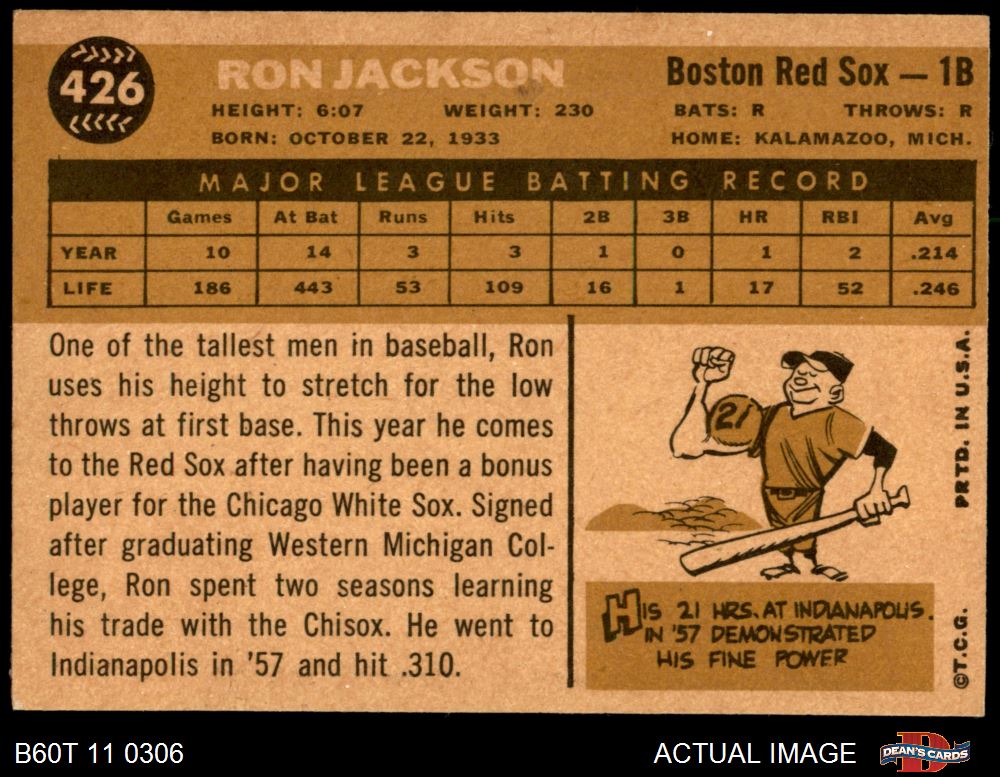 426
RON JACKSON
Boston Red Sox — 1B
HEIGHT: 6:07 WEIGHT: 230 BATS: R THROWS: R
BORN: OCTOBER 22, 1933 HOME: KALAMAZOO, MICH.
MAJOR LEAGUE BATTING RECORD
Games At Bat Runs Hits 2B 3B HR RBI Avg
YEAR 10 14 3 3 1 0 1 2 .214
LIFE 186 443 53 109 16 1 17 52 .246
One of the tallest men in baseball, Ron
uses his height to stretch for the low
throws at first base. This year he comes
to the Red Sox after having been a bonus
player for the Chicago White Sox. Signed
after graduating Western Michigan Col-
lege, Ron spent two seasons learning
his trade with the Chisox. He went to
Indianapolis in '57 and hit .310.
21
HIS 21 HRS. AT INDIANAPOLIS.
IN '57 DEMONSTRATED
HIS FINE POWER
©T.C.G. PRTD. IN U.S.A.
B60T 11 0306
ACTUAL IMAGE
D
DEAN'S CARDS